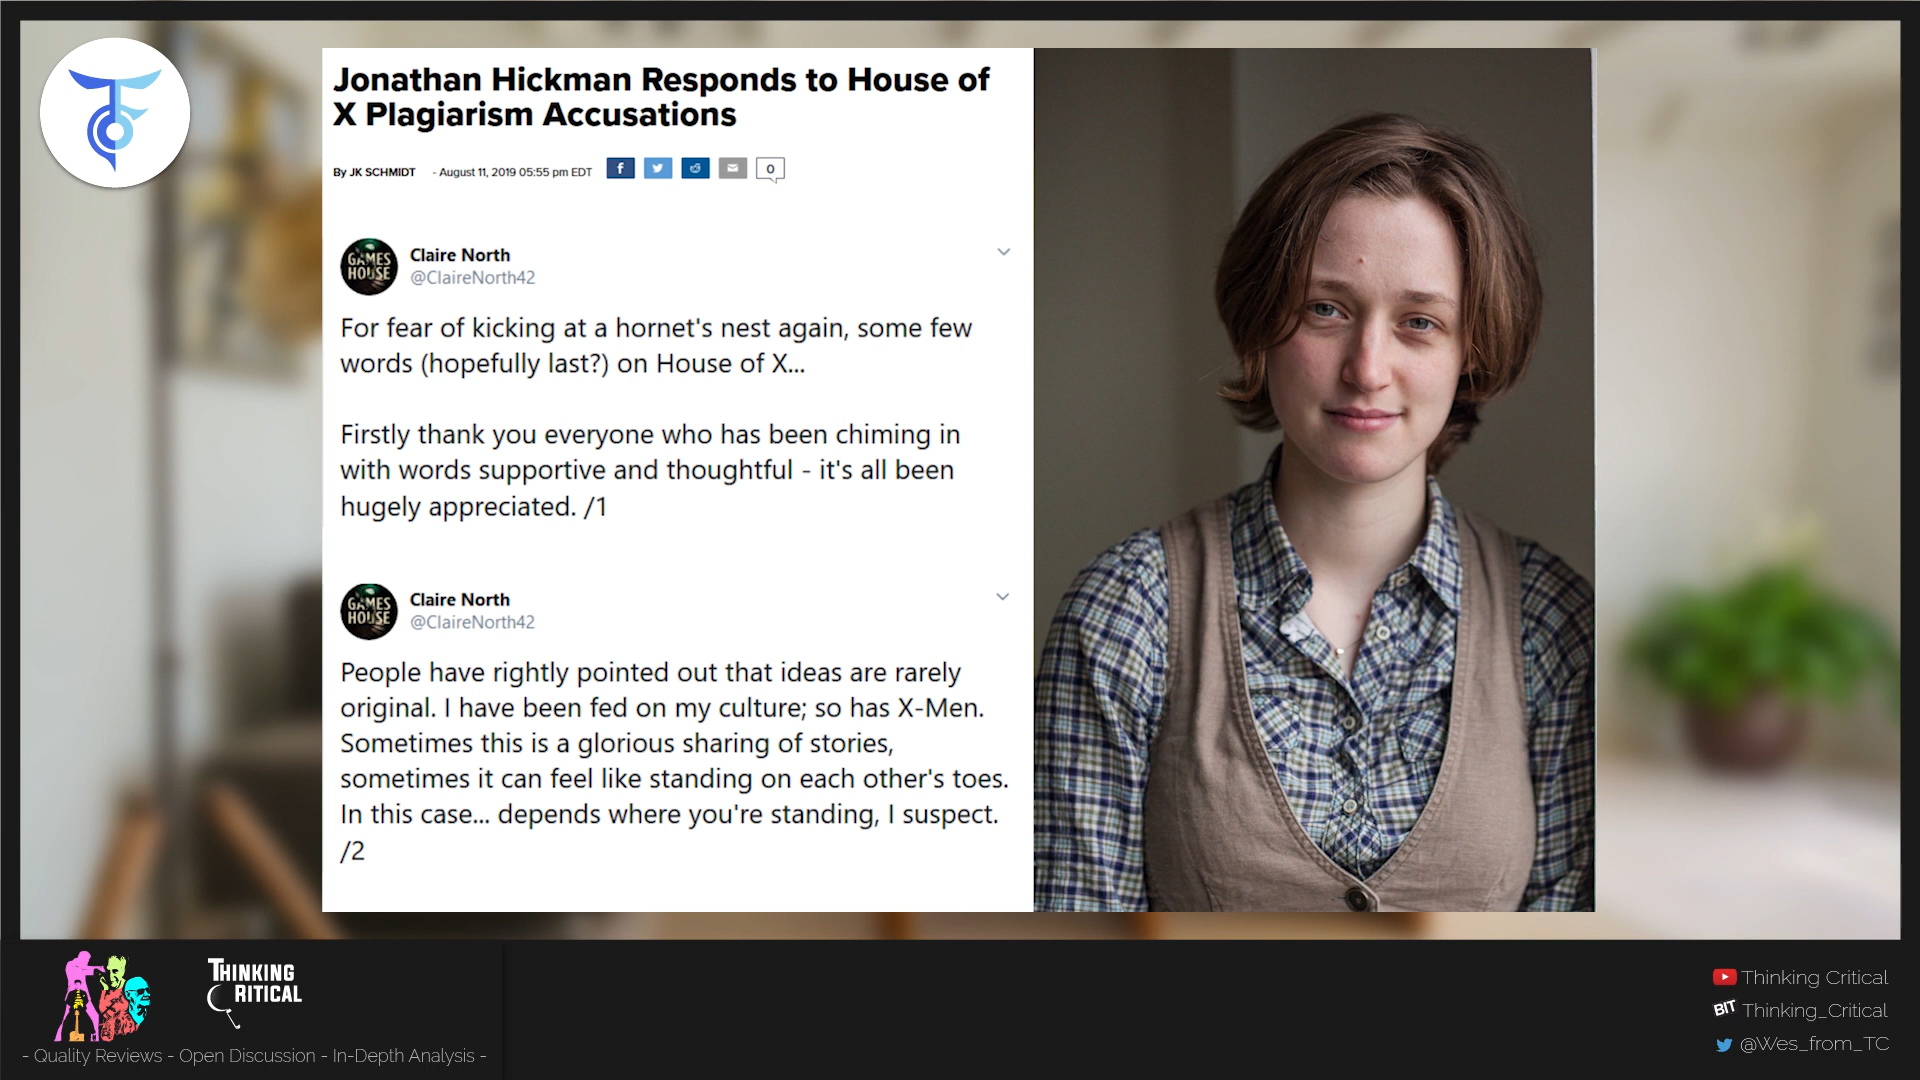 Jonathan Hickman Responds to House of
X Plagiarism Accusations
By JK SCHMIDT - August 11, 2019 05:55 pm EDT
0
Claire North
@ClaireNorth42
For fear of kicking at a hornet's nest again, some few
words (hopefully last?) on House of X...
Firstly thank you everyone who has been chiming in
with words supportive and thoughtful - it's all been
hugely appreciated. /1
Claire North
@ClaireNorth42
People have rightly pointed out that ideas are rarely
original. I have been fed on my culture; so has X-Men.
Sometimes this is a glorious sharing of stories,
sometimes it can feel like standing on each other's toes.
In this case... depends where you're standing, I suspect.
/2
GAMES
HOUSE
GAMES
HOUSE
THINKING
CRITICAL
- Quality Reviews - Open Discussion - In-Depth Analysis -
Thinking Critical
BIT Thinking_Critical
@Wes_from_TC